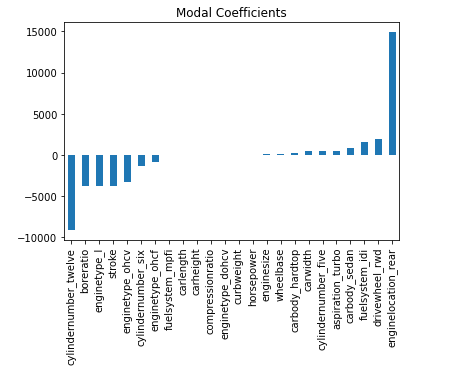 Modal Coefficients
15000
10000
5000
0
−5000
−10000
cylindernumber_twelve
boreratio
enginetype_l
stroke
enginetype_ohcv
cylindernumber_six
enginetype_ohcf
fuelsystem_mpfi
carlength
carheight
compressionratio
enginetype_dohcv
curbweight
horsepower
enginesize
wheelbase
carbody_hardtop
carwidth
cylindernumber_five
aspiration_turbo
carbody_sedan
fuelsystem_idi
drivewheel_rwd
enginelocation_rear